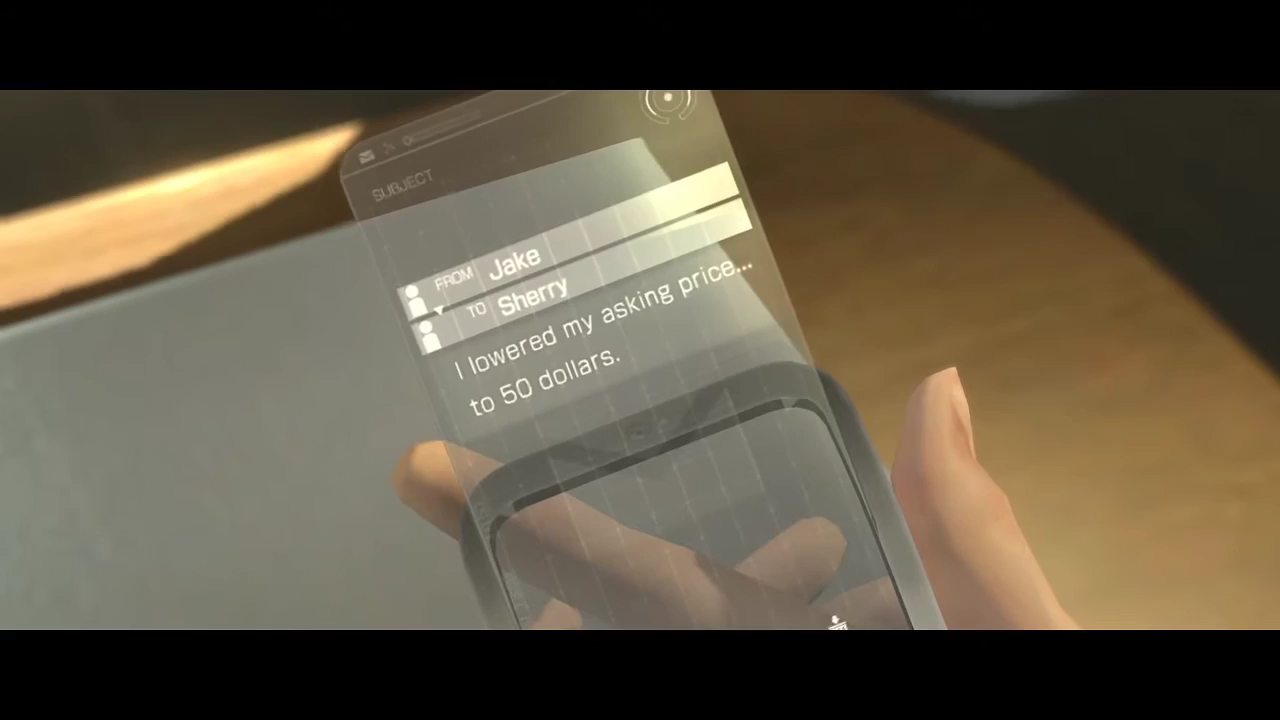 SUBJECT
FROM Jake
TO Sherry
I lowered my asking price...
to 50 dollars.